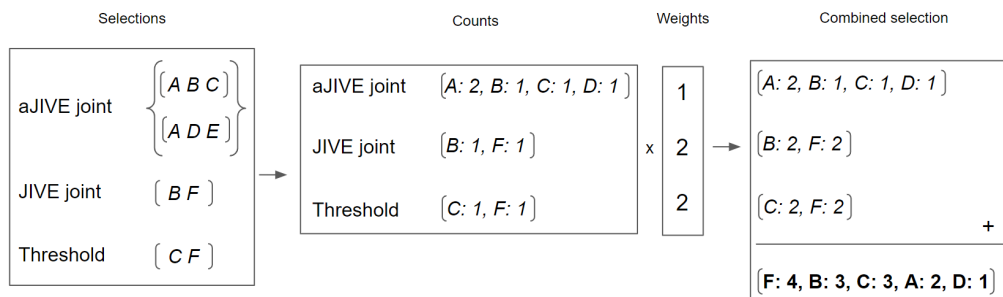 Selections
Counts
Weights
Combined selection
aJIVE joint
A B C
A D E
JIVE joint
B F
Threshold
C F
aJIVE joint
A: 2, B: 1, C: 1, D: 1
JIVE joint
B: 1, F: 1
Threshold
C: 1, F: 1
x
1
2
2
A: 2, B: 1, C: 1, D: 1
B: 2, F: 2
C: 2, F: 2
+
F: 4, B: 3, C: 3, A: 2, D: 1